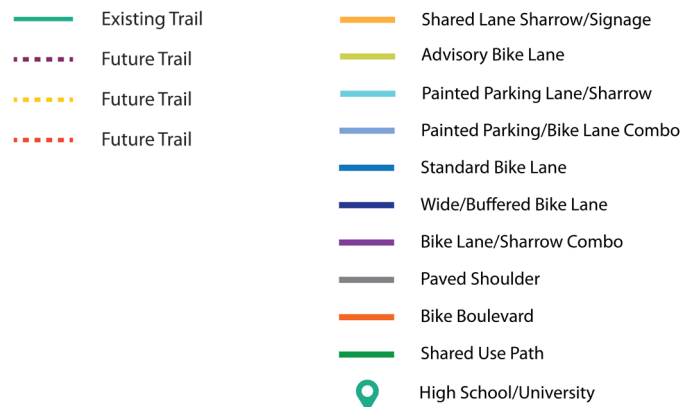 Existing Trail
Future Trail
Future Trail
Future Trail
Shared Lane Sharrow/Signage
Advisory Bike Lane
Painted Parking Lane/Sharrow
Painted Parking/Bike Lane Combo
Standard Bike Lane
Wide/Buffered Bike Lane
Bike Lane/Sharrow Combo
Paved Shoulder
Bike Boulevard
Shared Use Path
High School/University